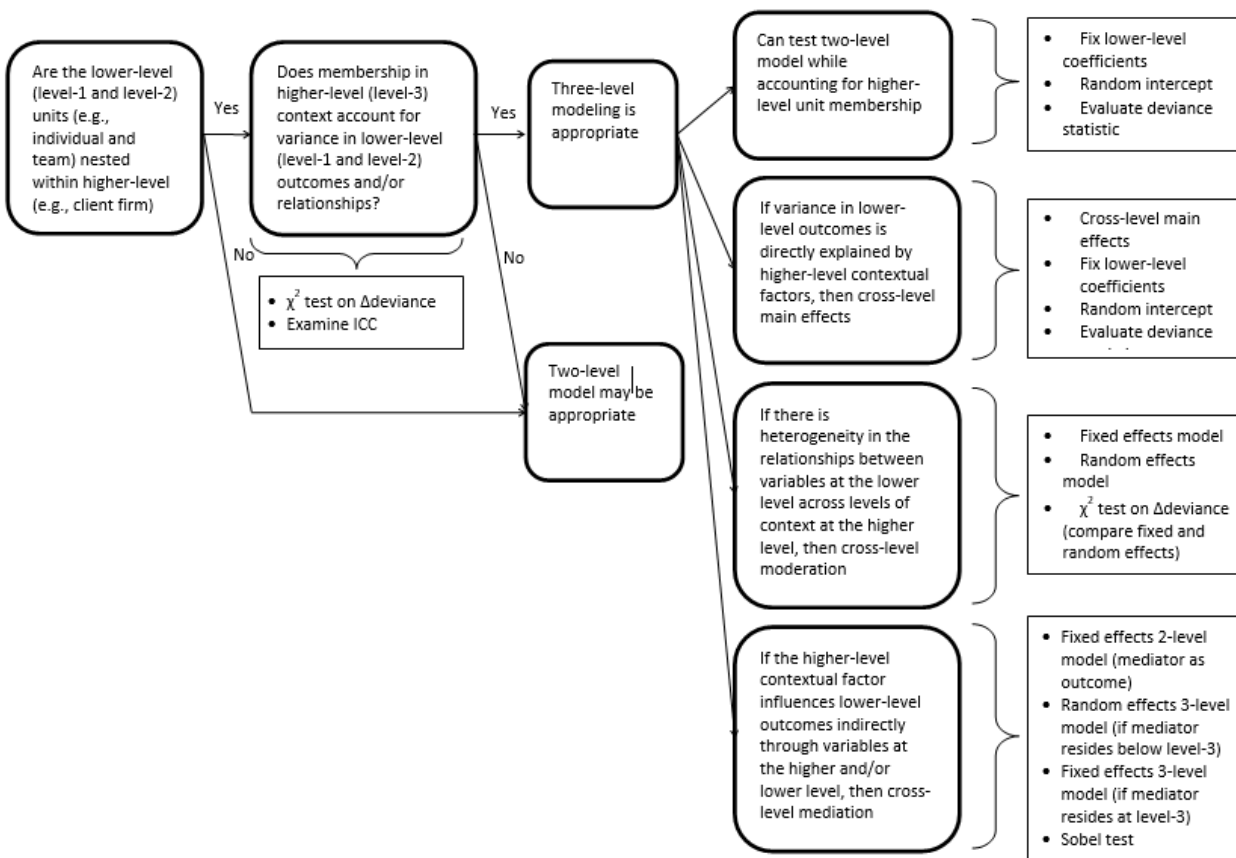 Are the lower-level
(level-1 and level-2)
units (e.g.,
individual and
team) nested
within higher-level
(e.g., client firm)
Yes
No
Does membership in
higher-level (level-3)
context account for
variance in lower-level
(level-1 and level-2)
outcomes and/or
relationships?
Yes
No
• χ² test on Δdeviance
• Examine ICC
Three-level
modeling is
appropriate
Two-level
model may be
appropriate
Can test two-level
model while
accounting for higher-
level unit membership
• Fix lower-level
coefficients
• Random intercept
• Evaluate deviance
statistic
If variance in lower-
level outcomes is
directly explained by
higher-level contextual
factors, then cross-level
main effects
• Cross-level main
effects
• Fix lower-level
coefficients
• Random intercept
• Evaluate deviance
If there is
heterogeneity in the
relationships between
variables at the lower
level across levels of
context at the higher
level, then cross-level
moderation
• Fixed effects model
• Random effects
model
• χ² test on Δdeviance
(compare fixed and
random effects)
If the higher-level
contextual factor
influences lower-level
outcomes indirectly
through variables at
the higher and/or
lower level, then cross-
level mediation
• Fixed effects 2-level
model (mediator as
outcome)
• Random effects 3-level
model (if mediator
resides below level-3)
• Fixed effects 3-level
model (if mediator
resides at level-3)
• Sobel test